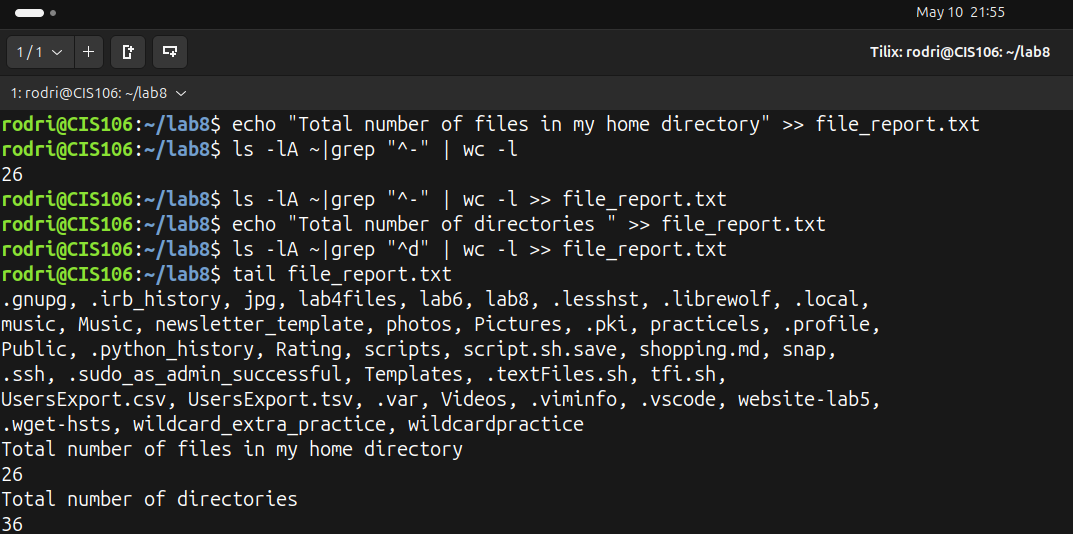 May 10 21:55
1 / 1
Tilix: rodri@CIS106: ~/lab8
1: rodri@CIS106: ~/lab8
rodri@CIS106:~/lab8$ echo "Total number of files in my home directory" >> file_report.txt
rodri@CIS106:~/lab8$ ls -lA ~|grep "^-" | wc -l
26
rodri@CIS106:~/lab8$ ls -lA ~|grep "^-" | wc -l >> file_report.txt
rodri@CIS106:~/lab8$ echo "Total number of directories " >> file_report.txt
rodri@CIS106:~/lab8$ ls -lA ~|grep "^d" | wc -l >> file_report.txt
rodri@CIS106:~/lab8$ tail file_report.txt
.gnupg, .irb_history, jpg, lab4files, lab6, lab8, .lesshst, .librewolf, .local,
music, Music, newsletter_template, photos, Pictures, .pki, practicels, .profile,
Public, .python_history, Rating, scripts, script.sh.save, shopping.md, snap,
.ssh, .sudo_as_admin_successful, Templates, .textFiles.sh, tfi.sh,
UsersExport.csv, UsersExport.tsv, .var, Videos, .viminfo, .vscode, website-lab5,
.wget-hsts, wildcard_extra_practice, wildcardpractice
Total number of files in my home directory
26
Total number of directories
36